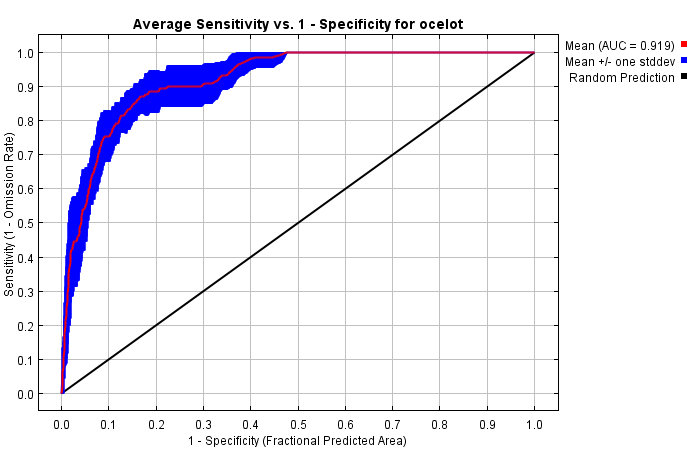 Average Sensitivity vs. 1 - Specificity for ocelot
Mean (AUC = 0.919)
Mean +/- one stddev
Random Prediction
Sensitivity (1 - Omission Rate)
1.0
0.9
0.8
0.7
0.6
0.5
0.4
0.3
0.2
0.1
0.0
0.0 0.1 0.2 0.3 0.4 0.5 0.6 0.7 0.8 0.9 1.0
1 - Specificity (Fractional Predicted Area)